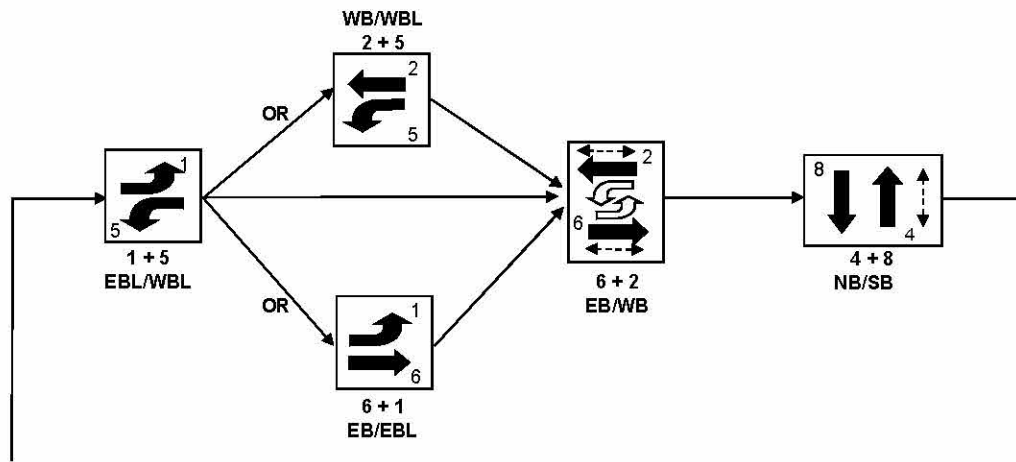 WB/WBL
2 + 5
2
5
OR
1
5
1 + 5
EBL/WBL
2
6
6 + 2
EB/WB
8
4
4 + 8
NB/SB
OR
1
6
6 + 1
EB/EBL